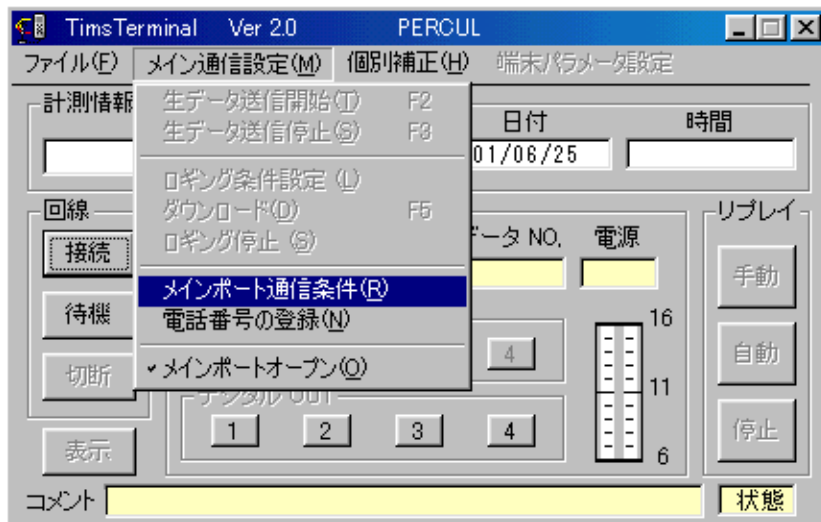 TimsTerminal Ver 2.0 PERCUL
ファイル(F) メイン通信設定(M) 個別補正(H) 端末パラメータ設定
計測情報
生データ送信開始(T) F2
生データ送信停止(S) F3
日付 時間
01/06/25
ロギング条件設定 (L)
ダウンロード(D) F5
ロギング停止 (S)
回線
リプレイ
接続
データ NO. 電源
手動
メインポート通信条件(R)
待機
電話番号の登録(N)
16
4
自動
切断
メインポートオープン(O)
11
デジタル OUT
1 2 3 4
停止
表示
6
コメント
状態